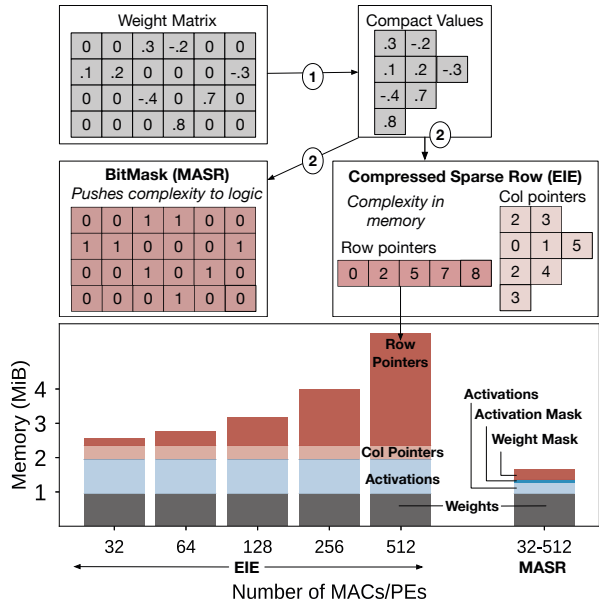 Weight Matrix
0 0 .3 -.2 0 0
.1 .2 0 0 0 -.3
0 0 -.4 0 .7 0
0 0 0 .8 0 0
1
Compact Values
.3 -.2
.1 .2 -.3
-.4 .7
.8
2
2
BitMask (MASR)
Pushes complexity to logic
0 0 1 1 0 0
1 1 0 0 0 1
0 0 1 0 1 0
0 0 0 1 0 0
Compressed Sparse Row (EIE)
Complexity in
memory
Row pointers
0 2 5 7 8
Col pointers
2 3
0 1 5
2 4
3
Memory (MiB)
4
3
2
1
Row
Pointers
Col Pointers
Activations
Weights
Activations
Activation Mask
Weight Mask
32 64 128 256 512 32-512
EIE MASR
Number of MACs/PEs